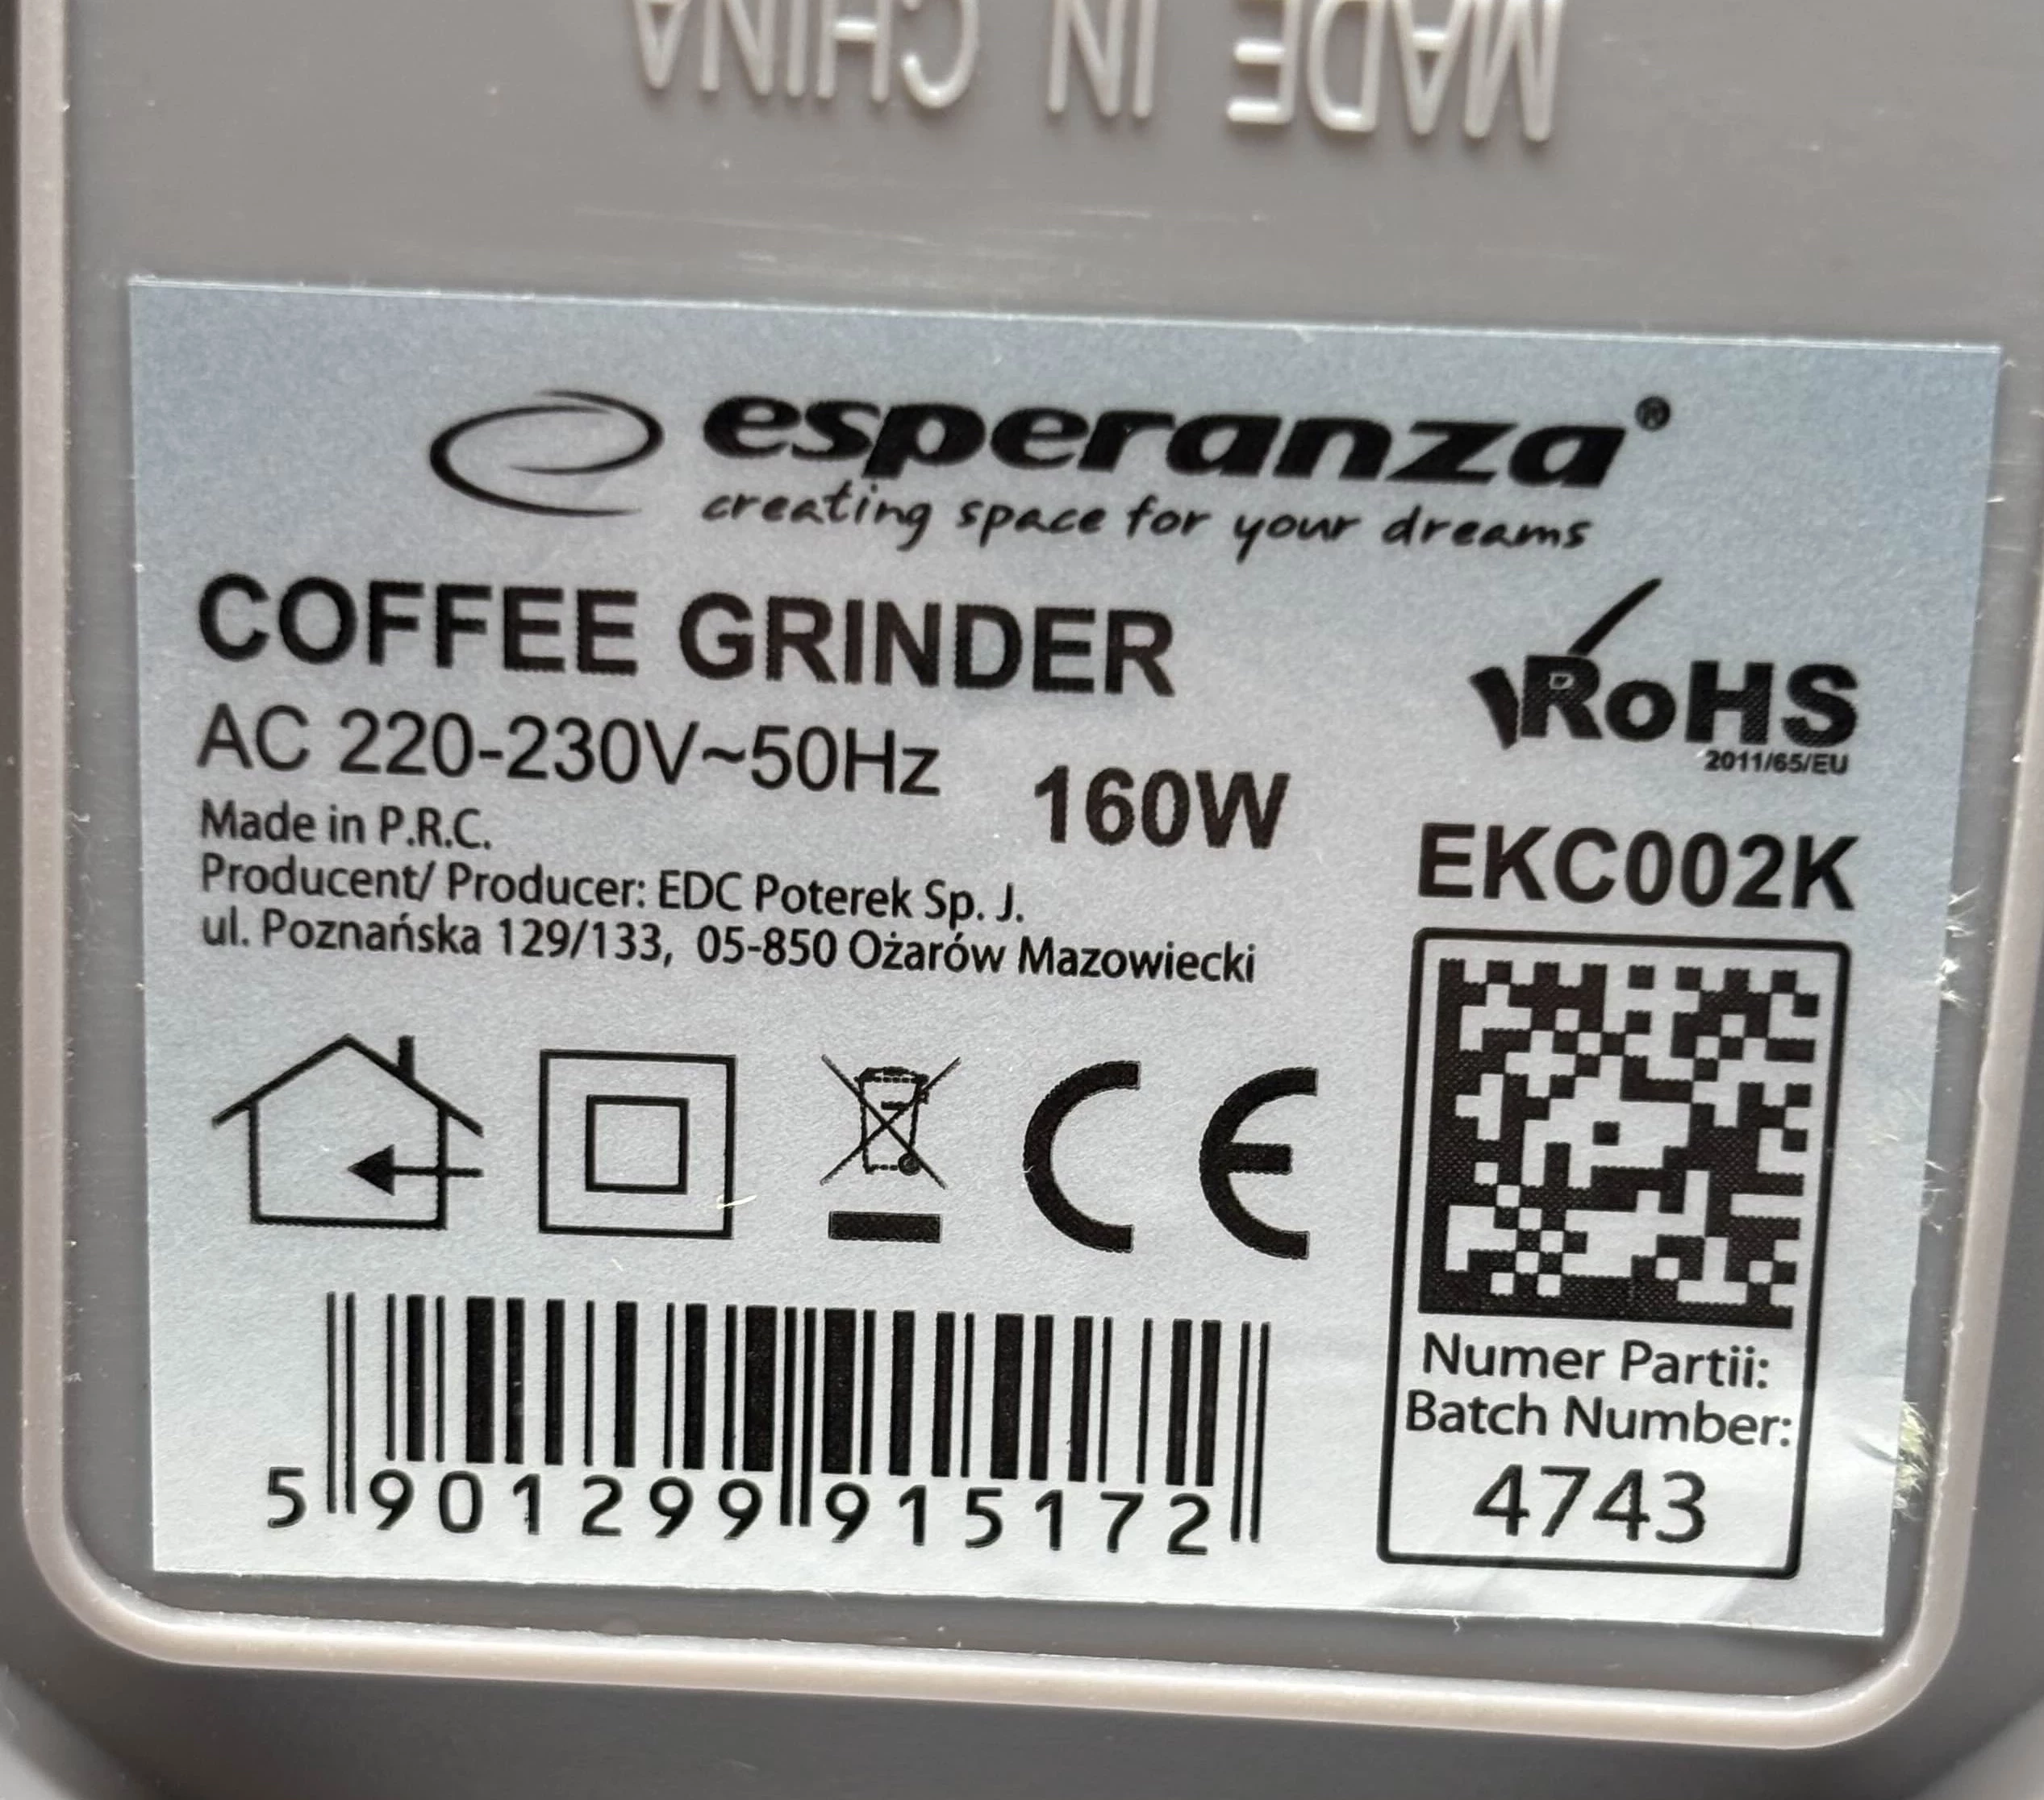 MADE IN CHINA
esperanza®
creating space for your dreams
COFFEE GRINDER
AC 220-230V~50Hz
160W
RoHS
2011/65/EU
EKC002K
Made in P.R.C.
Producent/ Producer: EDC Poterek Sp. J.
ul. Poznańska 129/133, 05-850 Ożarów Mazowiecki
CE
Numer Partii:
Batch Number:
4743
5 901299 915172